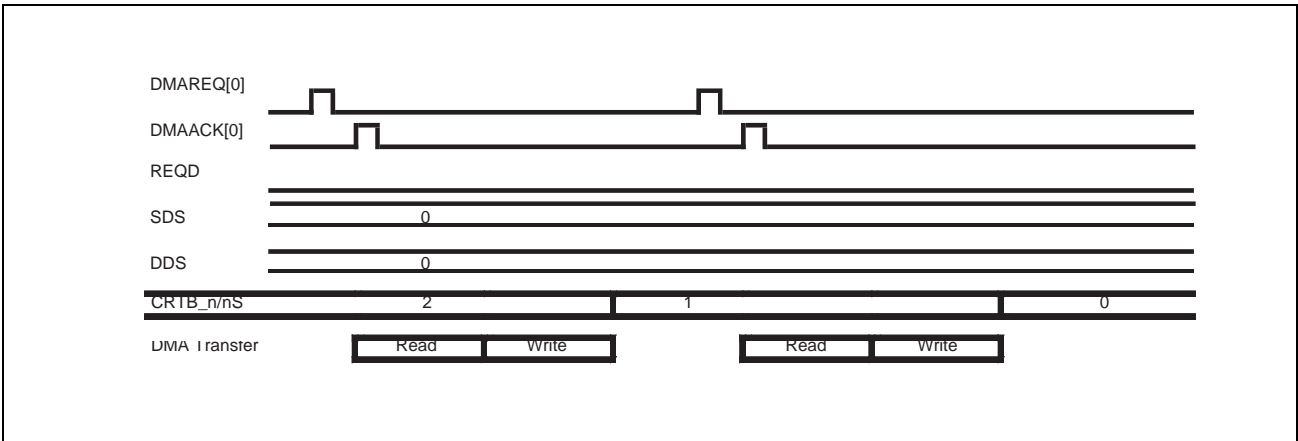 DMAREQ[0]
DMAACK[0]
REQD
SDS 0
DDS 0
CRTB_n/nS 2 1 0
DMA Transfer Read Write Read Write